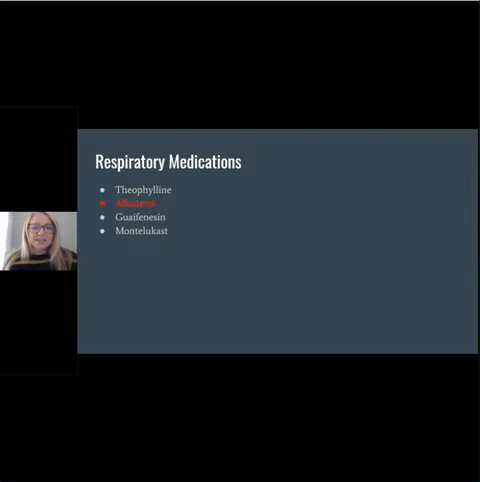 Respiratory Medications
Theophylline
Albuterol
Guaifenesin
Montelukast